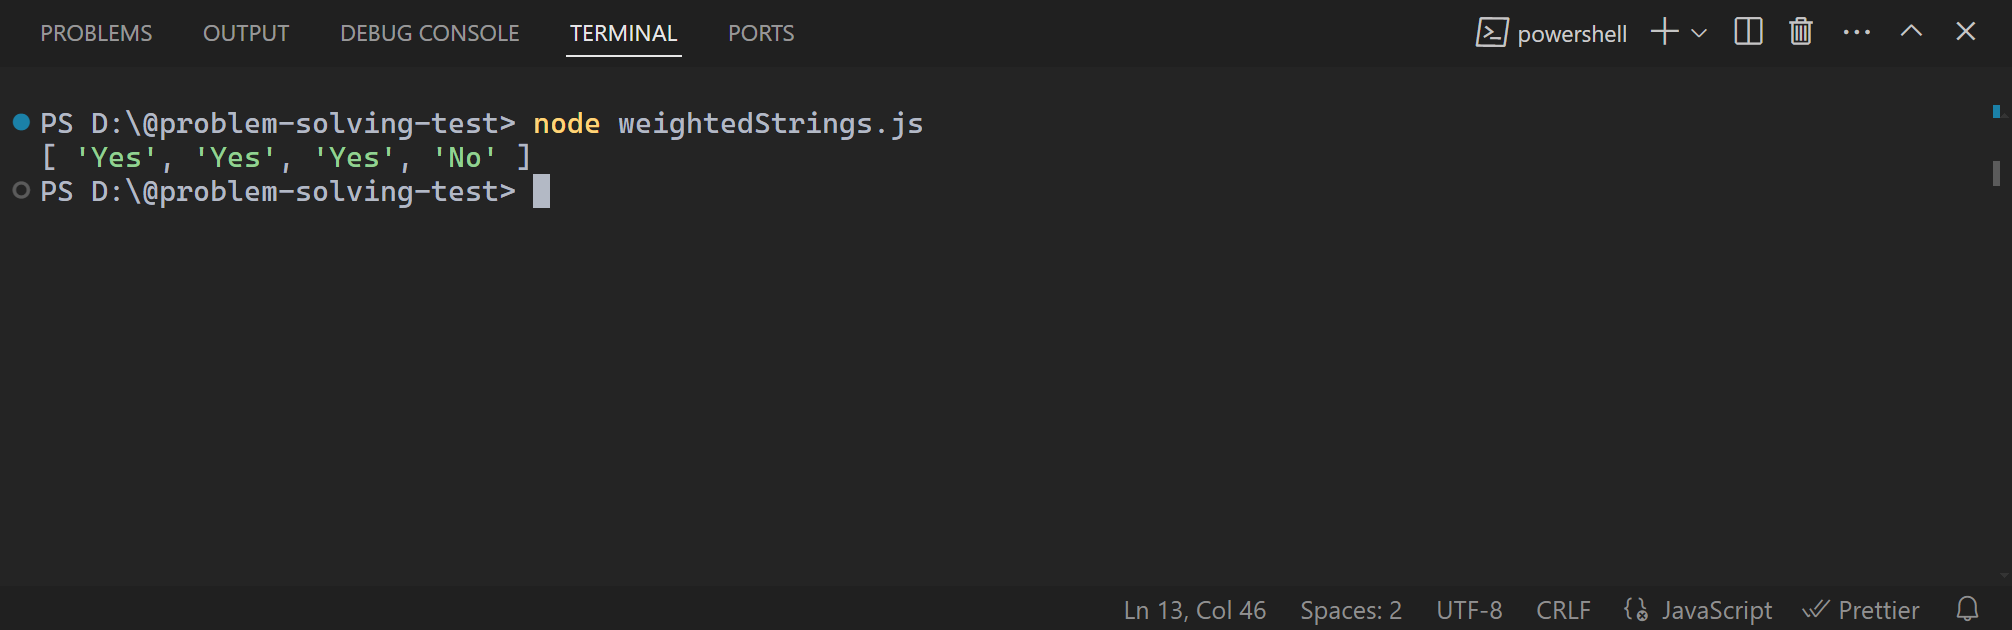 PROBLEMS OUTPUT DEBUG CONSOLE TERMINAL PORTS powershell
PS D:\@problem-solving-test> node weightedStrings.js
[ 'Yes', 'Yes', 'Yes', 'No' ]
PS D:\@problem-solving-test>
Ln 13, Col 46 Spaces: 2 UTF-8 CRLF JavaScript Prettier